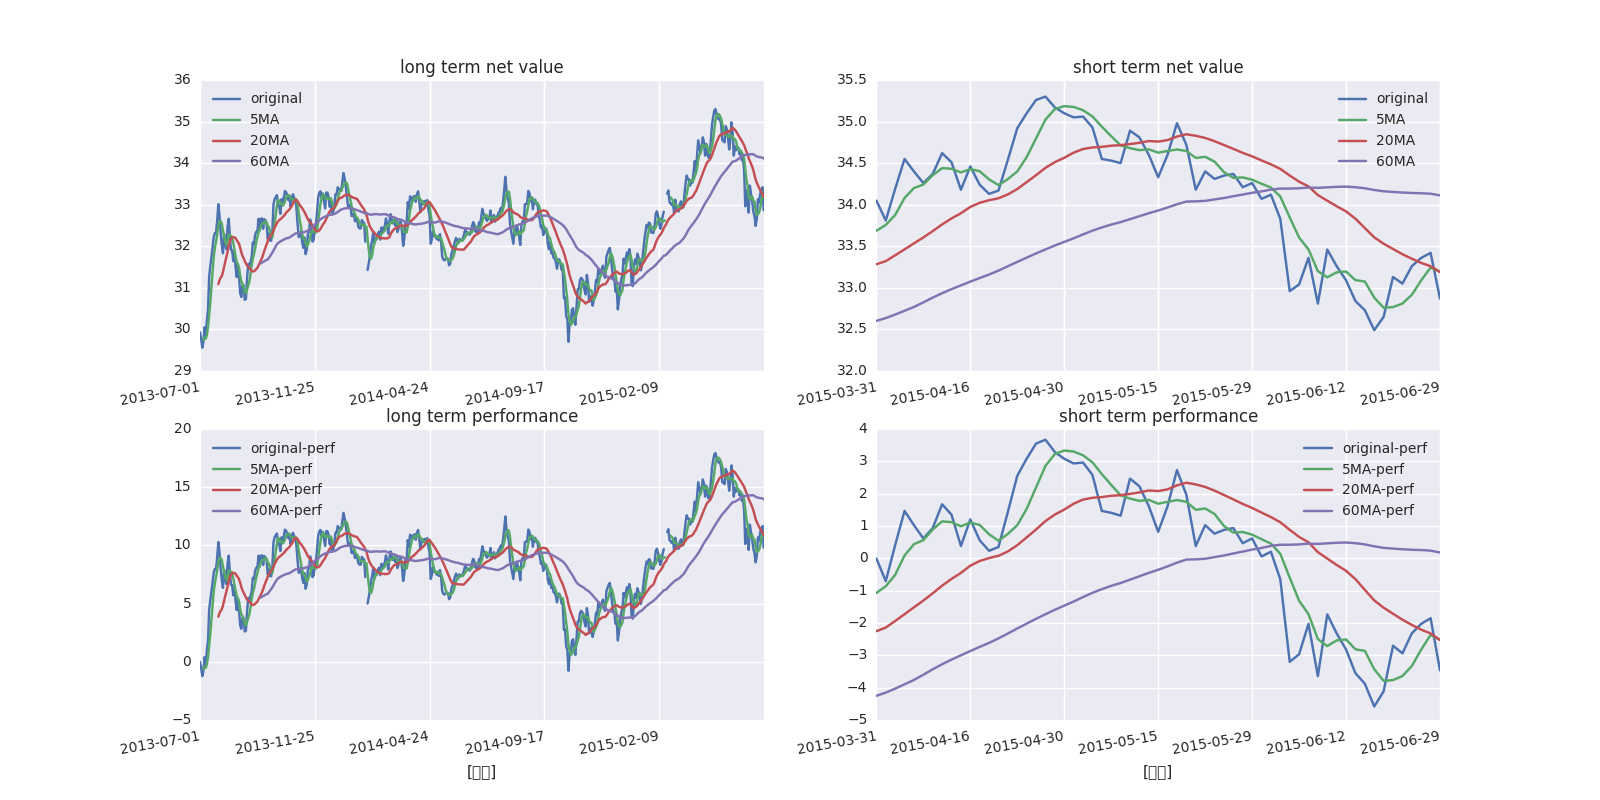 long term net value
36
35
34
33
32
31
30
29
original
5MA
20MA
60MA
2013-07-01
2013-11-25
2014-04-24
2014-09-17
2015-02-09
short term net value
35.5
35.0
34.5
34.0
33.5
33.0
32.5
32.0
original
5MA
20MA
60MA
2015-03-31
2015-04-16
2015-04-30
2015-05-15
2015-05-29
2015-06-12
2015-06-29
long term performance
20
15
10
5
0
−5
original-perf
5MA-perf
20MA-perf
60MA-perf
2013-07-01
2013-11-25
2014-04-24
2014-09-17
2015-02-09
[▯▯]
short term performance
4
3
2
1
0
−1
−2
−3
−4
−5
original-perf
5MA-perf
20MA-perf
60MA-perf
2015-03-31
2015-04-16
2015-04-30
2015-05-15
2015-05-29
2015-06-12
2015-06-29
[▯▯]